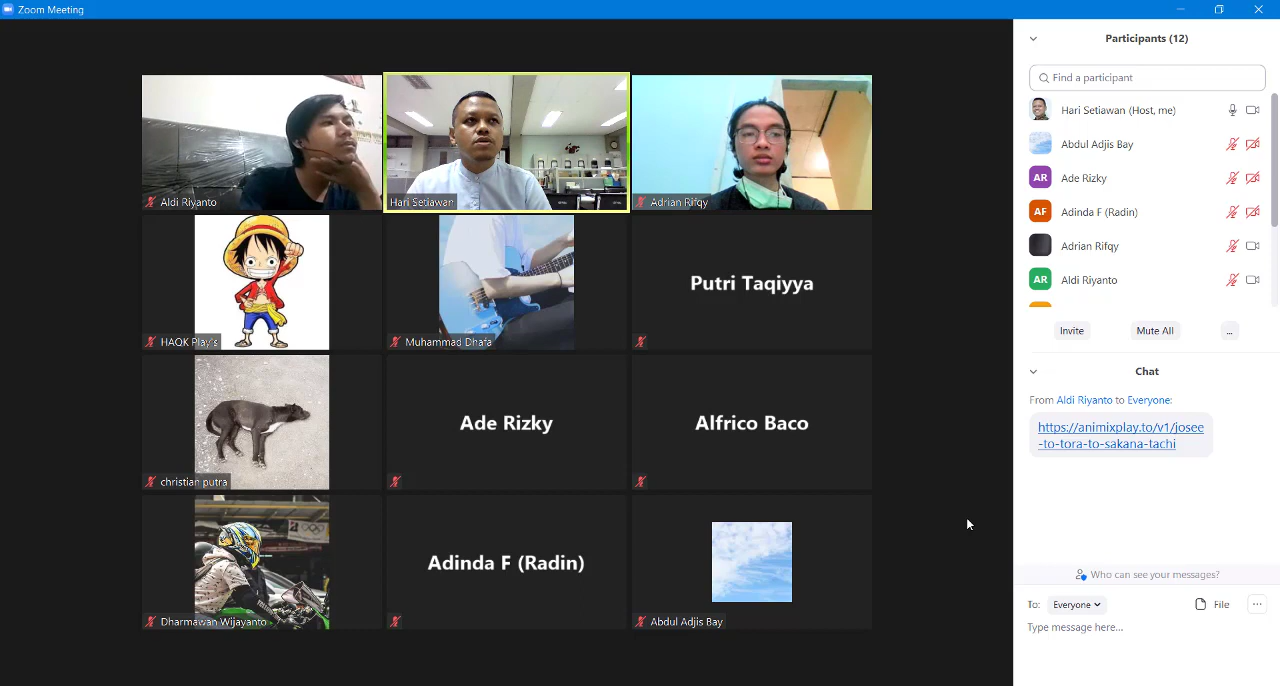 Zoom Meeting
Participants (12)
Find a participant
Hari Setiawan (Host, me)
Abdul Adjis Bay
AR Ade Rizky
AF Adinda F (Radin)
Adrian Rifqy
AR Aldi Riyanto
Invite
Mute All
...
Chat
From Aldi Riyanto to Everyone:
https://animixplay.to/v1/josee
-to-tora-to-sakana-tachi
Who can see your messages?
To: Everyone
File
Type message here...
Aldi Riyanto
Hari Setiawan
Adrian Rifqy
HAQK Play's
Muhammad Dhafa
Putri Taqiyya
christian putra
Ade Rizky
Alfrico Baco
Dharmawan Wijayanto
Adinda F (Radin)
Abdul Adjis Bay